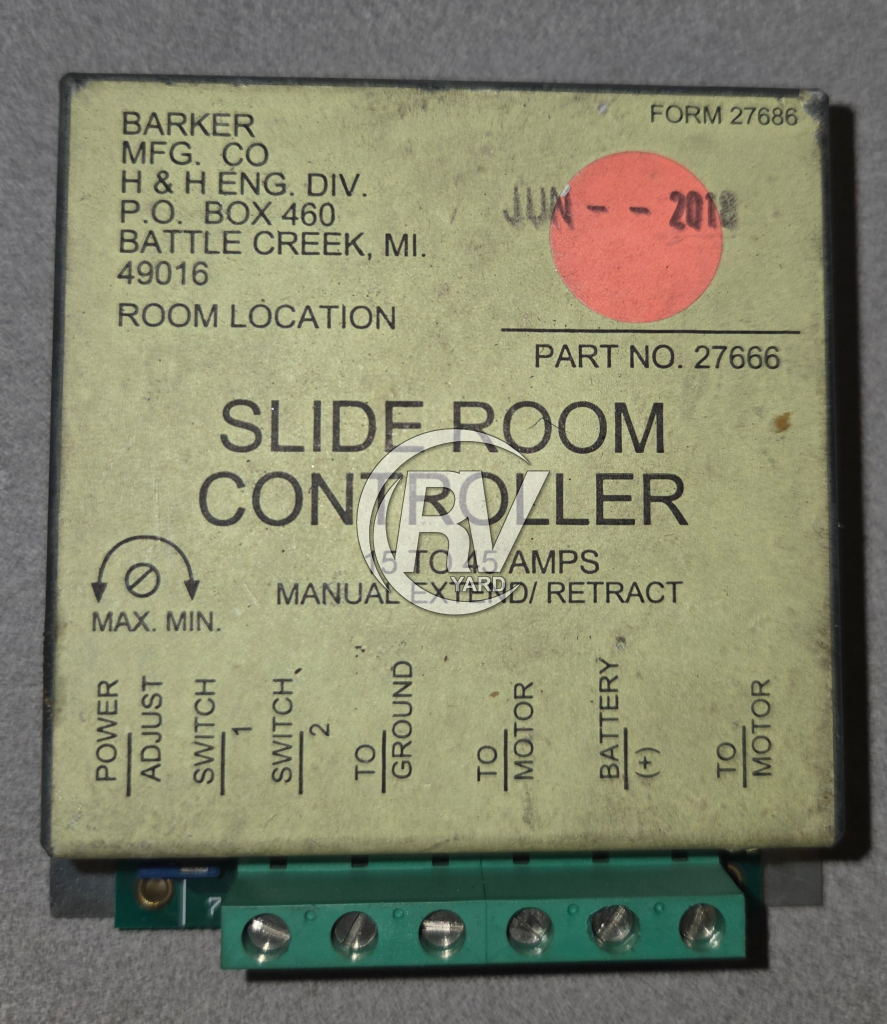 BARKER
MFG. CO
H & H ENG. DIV.
P.O. BOX 460
BATTLE CREEK, MI.
49016
ROOM LOCATION
FORM 27686
JUN - - 2018
PART NO. 27666
SLIDE ROOM
CONTROLLER
15 TO 45 AMPS
MANUAL EXTEND/ RETRACT
MAX. MIN.
POWER
ADJUST
SWITCH
1
SWITCH
2
TO
GROUND
TO
MOTOR
BATTERY
(+)
TO
MOTOR
RV
YARD
7